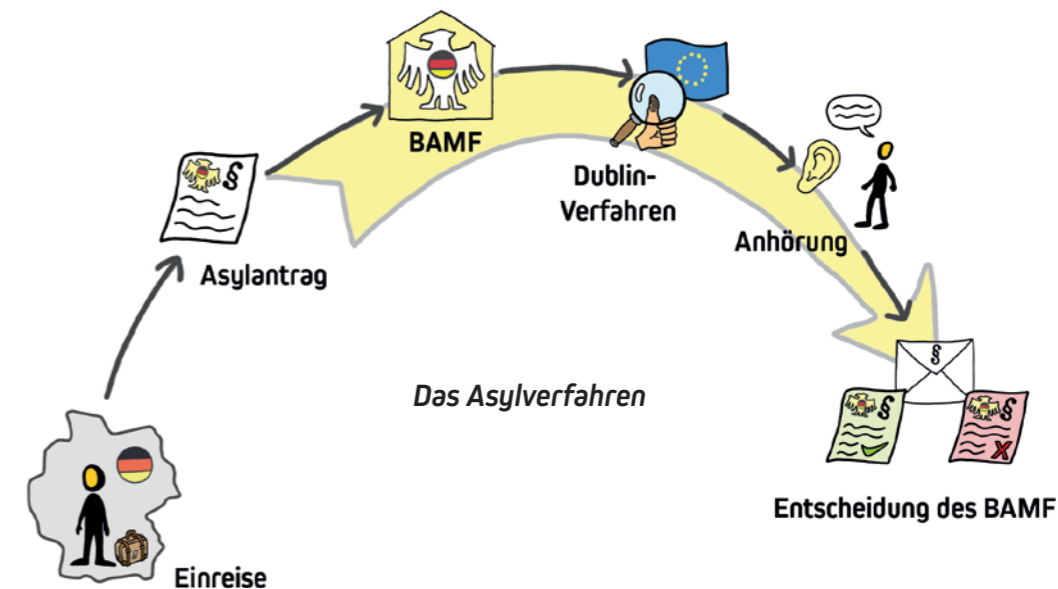 BAMF
Dublin-
Verfahren
Anhörung
§
Asylantrag
Das Asylverfahren
§
§
§
Entscheidung des BAMF
Einreise